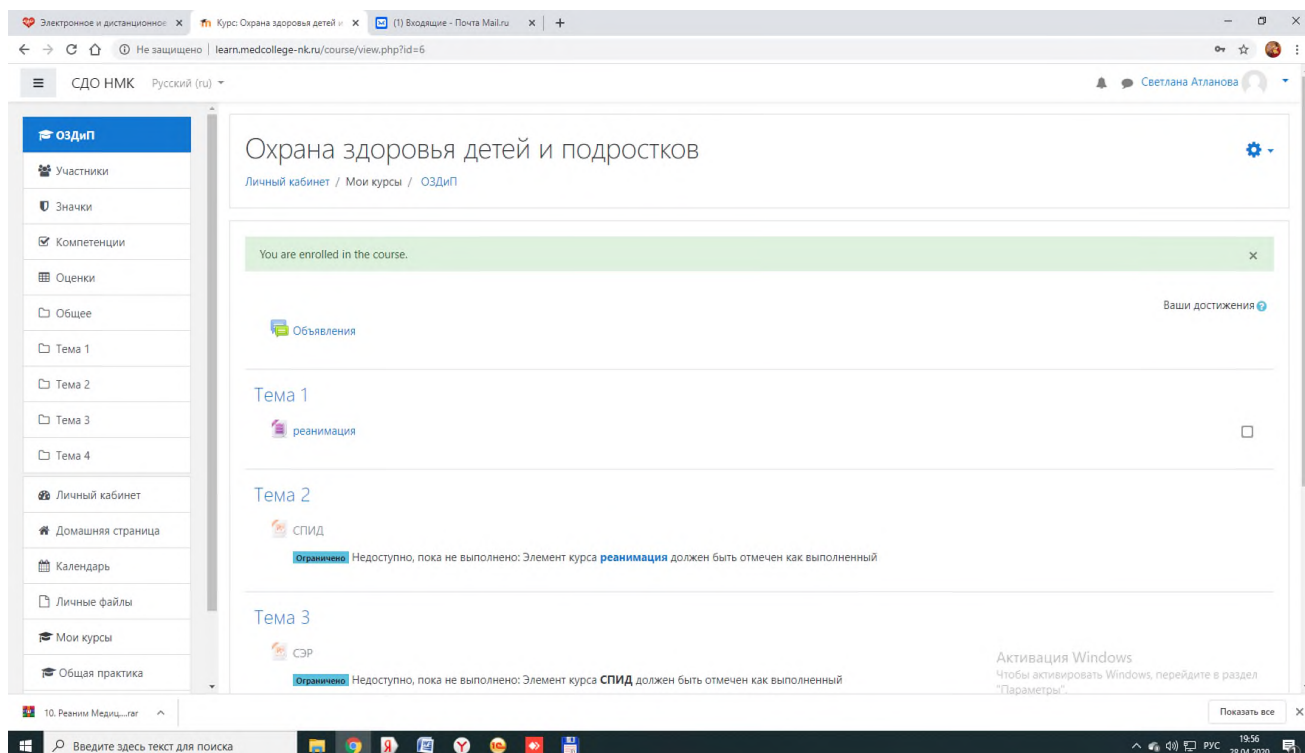 Электронное и дистанционное
Курс: Охрана здоровья детей и
(1) Входящие - Почта Mail.ru
Не защищено | learn.medcollege-nk.ru/course/view.php?id=6
СДО НМК Русский (ru)
Светлана Атланова
ОЗДиП
Участники
Значки
Компетенции
Оценки
Общее
Тема 1
Тема 2
Тема 3
Тема 4
Личный кабинет
Домашняя страница
Календарь
Личные файлы
Мои курсы
Общая практика
Охрана здоровья детей и подростков
Личный кабинет / Мои курсы / ОЗДиП
You are enrolled in the course.
Ваши достижения
Объявления
Тема 1
реанимация
Тема 2
СПИД
Ограничено Недоступно, пока не выполнено: Элемент курса реанимация должен быть отмечен как выполненный
Тема 3
СЭР
Ограничено Недоступно, пока не выполнено: Элемент курса СПИД должен быть отмечен как выполненный
Активация Windows
Чтобы активировать Windows, перейдите в раздел
"Параметры".
10. Реаним Медиц....rar
Показать все
Введите здесь текст для поиска
РУС
19:56
28.04.2020